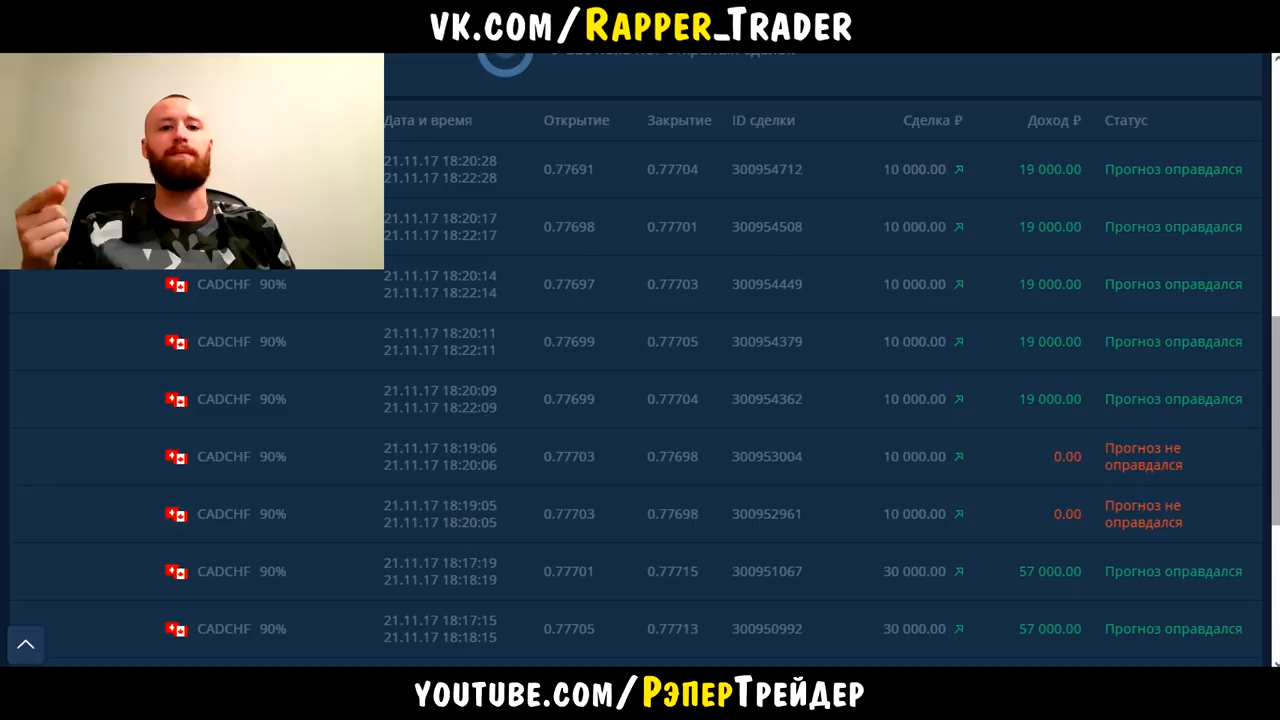 VK.COM/RAPPER_TRADER
Дата и время Открытие Закрытие ID сделки Сделка ₽ Доход ₽ Статус
21.11.17 18:20:28
21.11.17 18:22:28
0.77691 0.77704 300954712 10 000.00 19 000.00 Прогноз оправдался
21.11.17 18:20:17
21.11.17 18:22:17
0.77698 0.77701 300954508 10 000.00 19 000.00 Прогноз оправдался
CADCHF 90%
21.11.17 18:20:14
21.11.17 18:22:14
0.77697 0.77703 300954449 10 000.00 19 000.00 Прогноз оправдался
CADCHF 90%
21.11.17 18:20:11
21.11.17 18:22:11
0.77699 0.77705 300954379 10 000.00 19 000.00 Прогноз оправдался
CADCHF 90%
21.11.17 18:20:09
21.11.17 18:22:09
0.77699 0.77704 300954362 10 000.00 19 000.00 Прогноз оправдался
CADCHF 90%
21.11.17 18:19:06
21.11.17 18:20:06
0.77703 0.77698 300953004 10 000.00 0.00 Прогноз не
оправдался
CADCHF 90%
21.11.17 18:19:05
21.11.17 18:20:05
0.77703 0.77698 300952961 10 000.00 0.00 Прогноз не
оправдался
CADCHF 90%
21.11.17 18:17:19
21.11.17 18:18:19
0.77701 0.77715 300951067 30 000.00 57 000.00 Прогноз оправдался
CADCHF 90%
21.11.17 18:17:15
21.11.17 18:18:15
0.77705 0.77713 300950992 30 000.00 57 000.00 Прогноз оправдался
YOUTUBE.COM/РЭПЕРТРЕЙДЕР